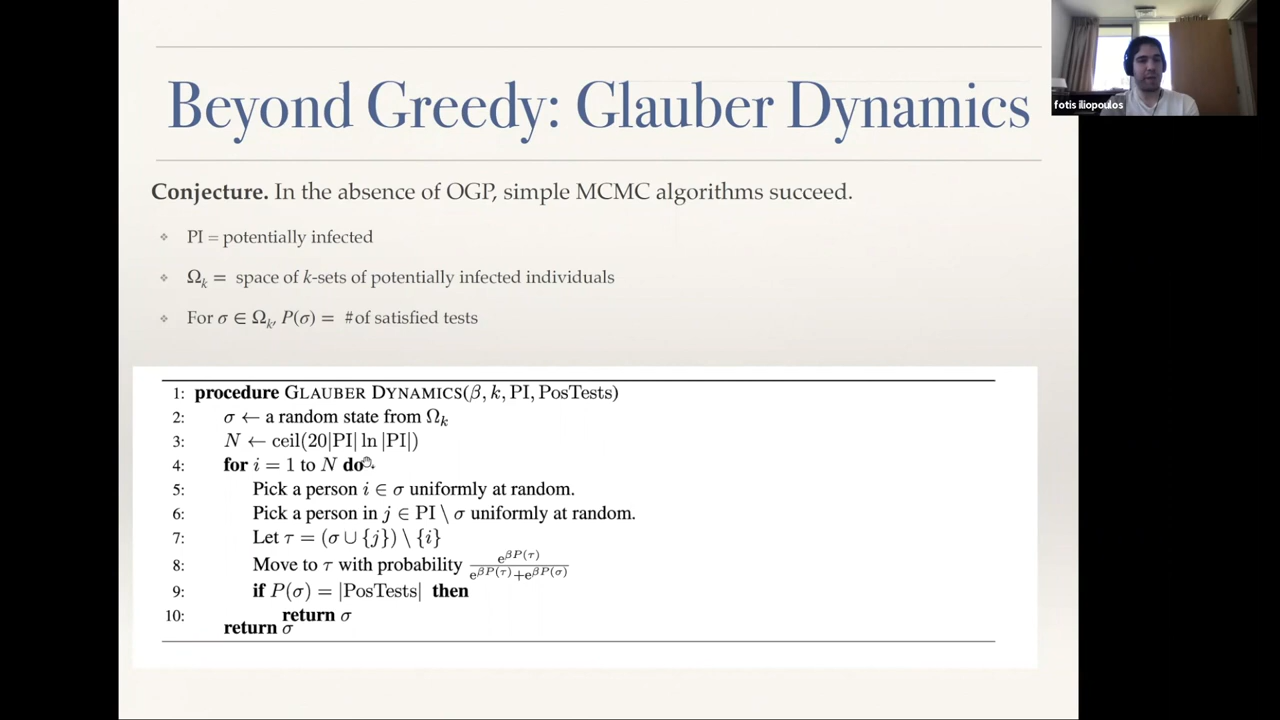 Beyond Greedy: Glauber Dynamics
fotis iliopoulos
Conjecture. In the absence of OGP, simple MCMC algorithms succeed.
PI = potentially infected
Ωₖ = space of k-sets of potentially infected individuals
For σ ∈ Ωₖ, P(σ) = # of satisfied tests
1: procedure GLAUBER DYNAMICS(β, k, PI, PosTests)
2: σ ← a random state from Ωₖ
3: N ← ceil(20|PI| ln |PI|)
4: for i = 1 to N do
5: Pick a person i ∈ σ uniformly at random.
6: Pick a person in j ∈ PI \ σ uniformly at random.
7: Let τ = (σ ∪ {j}) \ {i}
8: Move to τ with probability e^{βP(τ)} / (e^{βP(τ)}+e^{βP(σ)})
9: if P(σ) = |PosTests| then
10: return σ
return σ